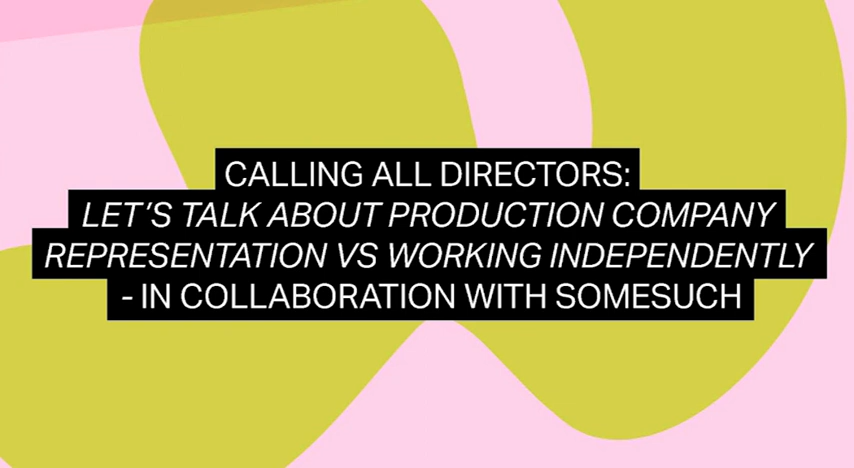 CALLING ALL DIRECTORS:
LET'S TALK ABOUT PRODUCTION COMPANY
REPRESENTATION VS WORKING INDEPENDENTLY
- IN COLLABORATION WITH SOMESUCH